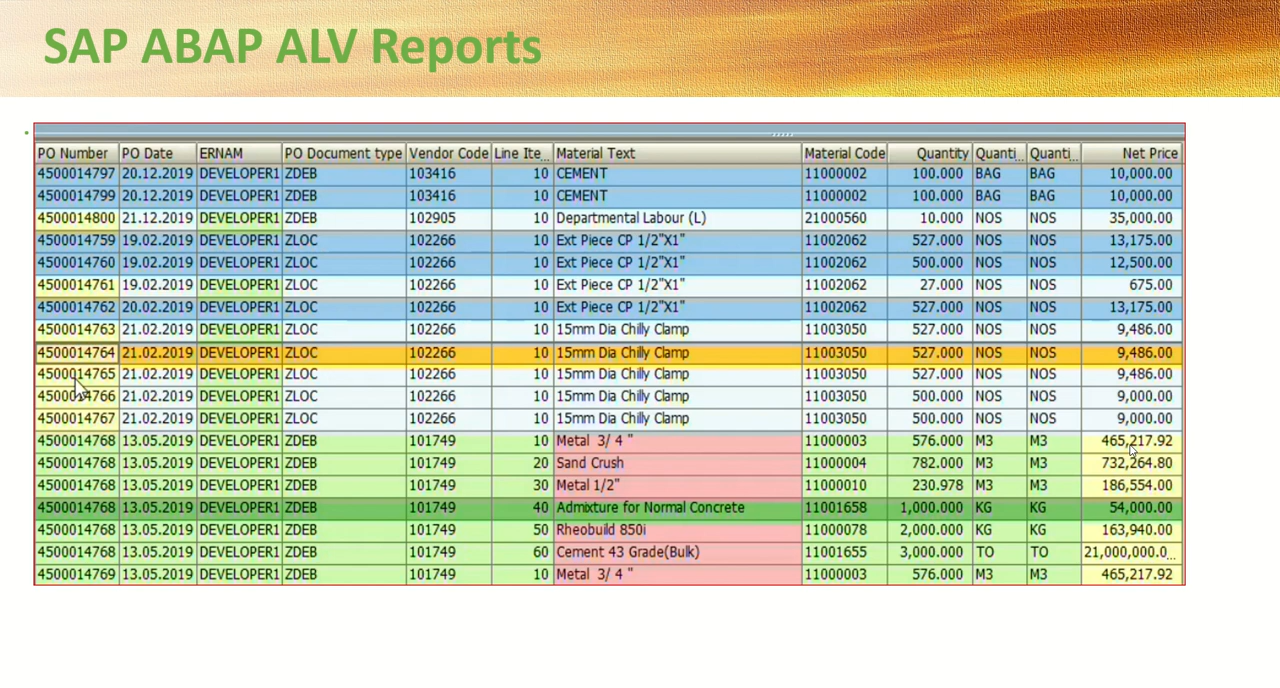 SAP ABAP ALV Reports
PO Number PO Date ERNAM PO Document type Vendor Code Line Ite... Material Text Material Code Quantity Quanti... Quanti... Net Price
4500014797 20.12.2019 DEVELOPER1 ZDEB 103416 10 CEMENT 11000002 100.000 BAG BAG 10,000.00
4500014799 20.12.2019 DEVELOPER1 ZDEB 103416 10 CEMENT 11000002 100.000 BAG BAG 10,000.00
4500014800 21.12.2019 DEVELOPER1 ZDEB 102905 10 Departmental Labour (L) 21000560 10.000 NOS NOS 35,000.00
4500014759 19.02.2019 DEVELOPER1 ZLOC 102266 10 Ext Piece CP 1/2"X1" 11002062 527.000 NOS NOS 13,175.00
4500014760 19.02.2019 DEVELOPER1 ZLOC 102266 10 Ext Piece CP 1/2"X1" 11002062 500.000 NOS NOS 12,500.00
4500014761 19.02.2019 DEVELOPER1 ZLOC 102266 10 Ext Piece CP 1/2"X1" 11002062 27.000 NOS NOS 675.00
4500014762 20.02.2019 DEVELOPER1 ZLOC 102266 10 Ext Piece CP 1/2"X1" 11002062 527.000 NOS NOS 13,175.00
4500014763 21.02.2019 DEVELOPER1 ZLOC 102266 10 15mm Dia Chilly Clamp 11003050 527.000 NOS NOS 9,486.00
4500014764 21.02.2019 DEVELOPER1 ZLOC 102266 10 15mm Dia Chilly Clamp 11003050 527.000 NOS NOS 9,486.00
4500014765 21.02.2019 DEVELOPER1 ZLOC 102266 10 15mm Dia Chilly Clamp 11003050 527.000 NOS NOS 9,486.00
4500014766 21.02.2019 DEVELOPER1 ZLOC 102266 10 15mm Dia Chilly Clamp 11003050 500.000 NOS NOS 9,000.00
4500014767 21.02.2019 DEVELOPER1 ZLOC 102266 10 15mm Dia Chilly Clamp 11003050 500.000 NOS NOS 9,000.00
4500014768 13.05.2019 DEVELOPER1 ZDEB 101749 10 Metal 3/ 4 " 11000003 576.000 M3 M3 465,217.92
4500014768 13.05.2019 DEVELOPER1 ZDEB 101749 20 Sand Crush 11000004 782.000 M3 M3 732,264.80
4500014768 13.05.2019 DEVELOPER1 ZDEB 101749 30 Metal 1/2" 11000010 230.978 M3 M3 186,554.00
4500014768 13.05.2019 DEVELOPER1 ZDEB 101749 40 Admixture for Normal Concrete 11001658 1,000.000 KG KG 54,000.00
4500014768 13.05.2019 DEVELOPER1 ZDEB 101749 50 Rheobuild 850i 11000078 2,000.000 KG KG 163,940.00
4500014768 13.05.2019 DEVELOPER1 ZDEB 101749 60 Cement 43 Grade(Bulk) 11001655 3,000.000 TO TO 21,000,000.0...
4500014769 13.05.2019 DEVELOPER1 ZDEB 101749 10 Metal 3/ 4 " 11000003 576.000 M3 M3 465,217.92